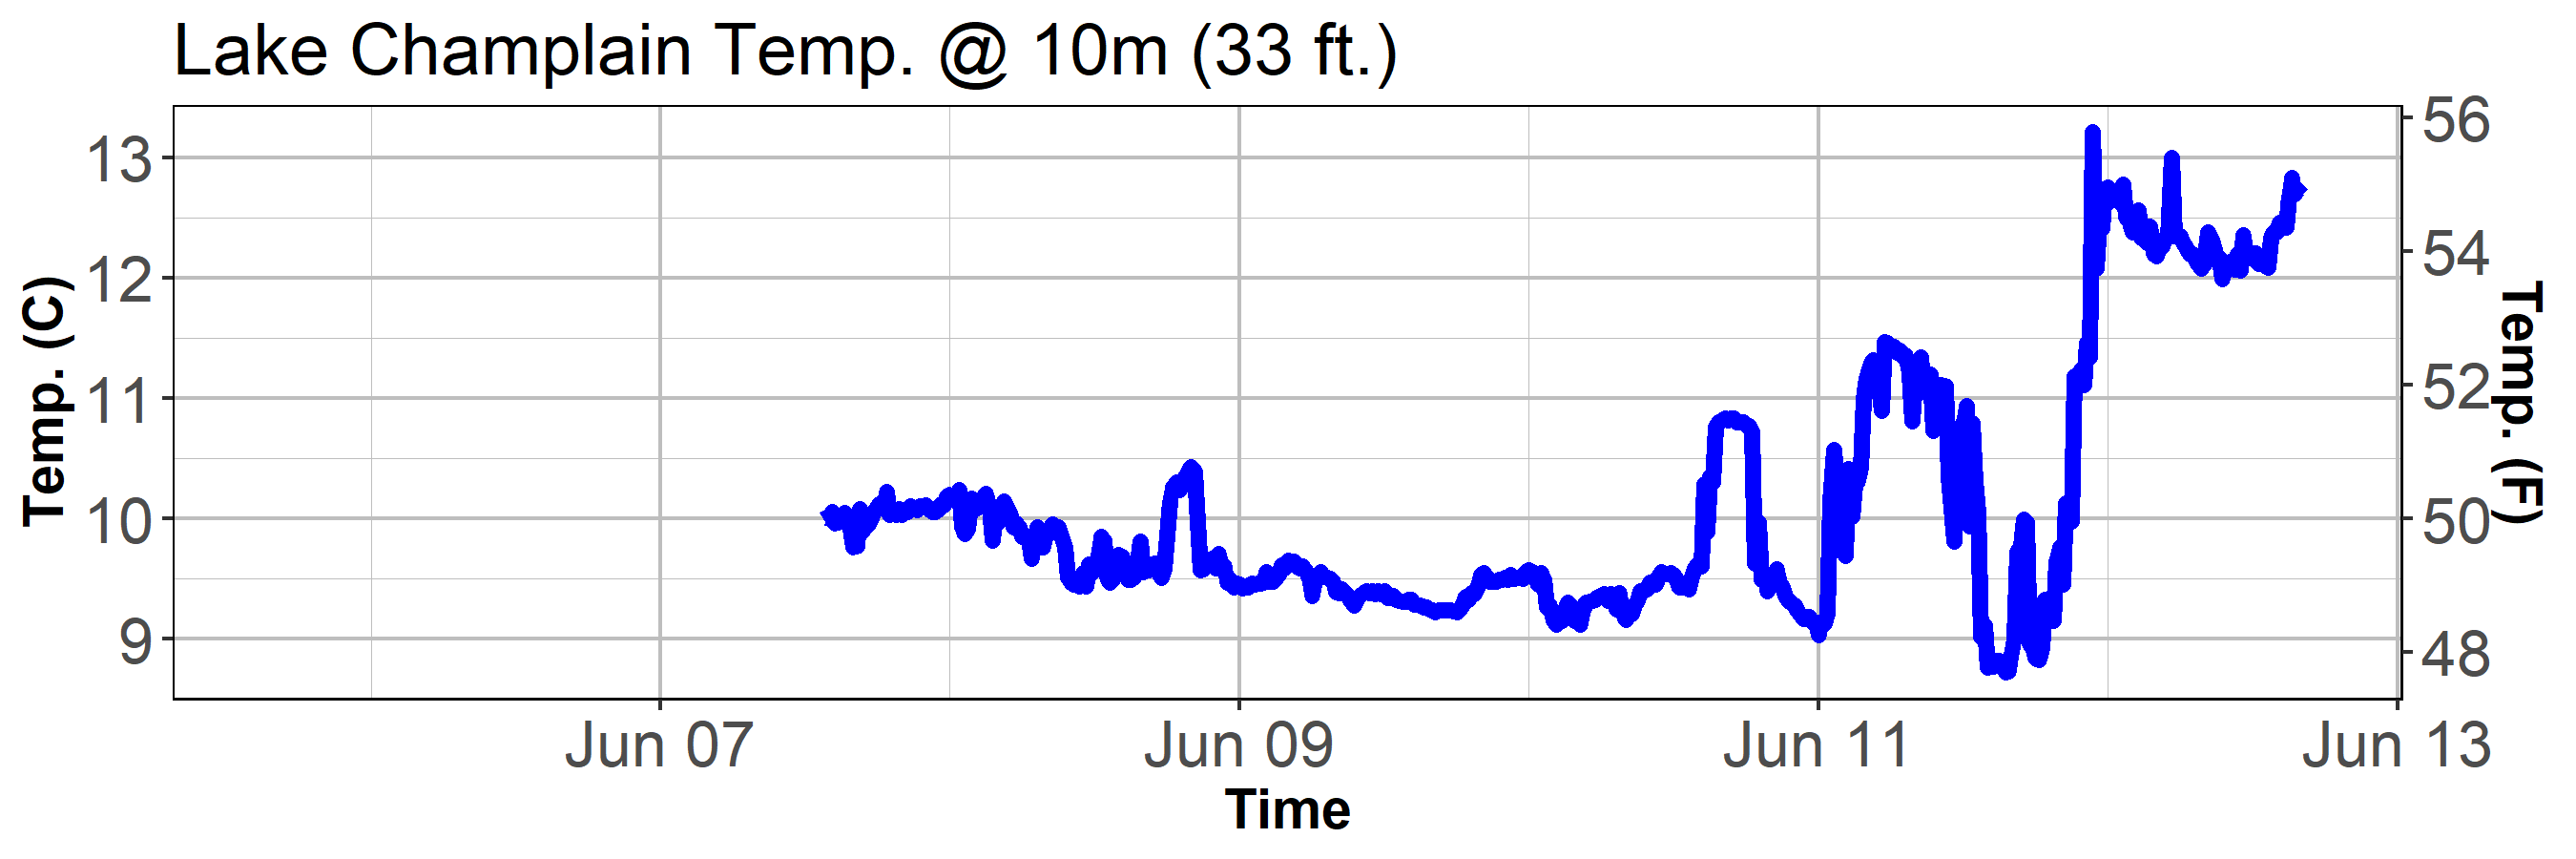 Lake Champlain Temp. @ 10m (33 ft.)
13
12
11
10
9
Temp. (C)
56
54
52
50
48
Temp. (F)
Jun 07
Jun 09
Jun 11
Jun 13
Time